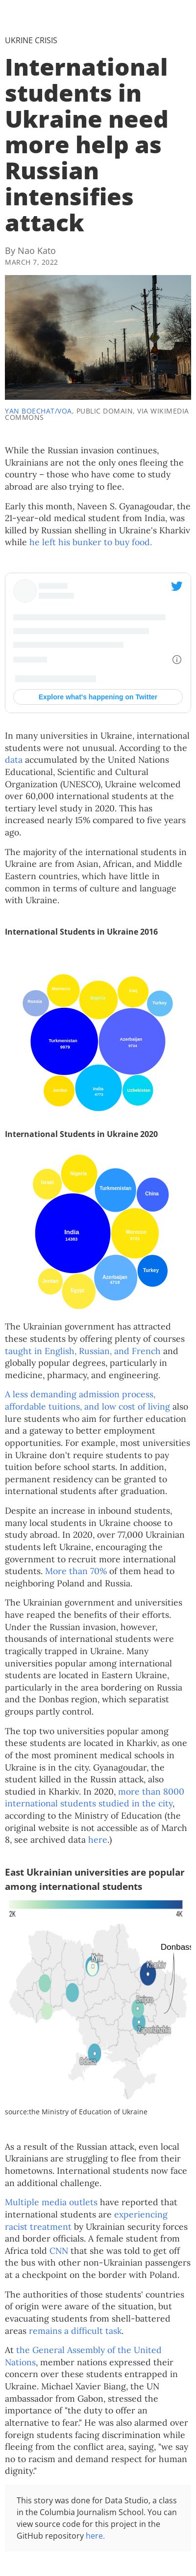 UKRINE CRISIS
International
students in
Ukraine need
more help as
Russian
intensifies
attack
By Nao Kato
MARCH 7, 2022
YAN BOECHAT/VOA, PUBLIC DOMAIN, VIA WIKIMEDIA
COMMONS
While the Russian invasion continues,
Ukrainians are not the only ones fleeing the
country – those who have come to study
abroad are also trying to flee.
Early this month, Naveen S. Gyanagoudar, the
21-year-old medical student from India, was
killed by Russian shelling in Ukraine's Kharkiv
while he left his bunker to buy food.
Explore what's happening on Twitter
In many universities in Ukraine, international
students were not unusual. According to the
data accumulated by the United Nations
Educational, Scientific and Cultural
Organization (UNESCO), Ukraine welcomed
over 60,000 international students at the
tertiary level study in 2020. This has
increased nearly 15% compared to five years
ago.
The majority of the international students in
Ukraine are from Asian, African, and Middle
Eastern countries, which have little in
common in terms of culture and language
with Ukraine.
International Students in Ukraine 2016
Russia
Nigeria
Iraq
Turkey
Turkmenistan
9979
Azerbaijan
Jordan
India
Uzbekistan
International Students in Ukraine 2020
Israel
Nigeria
Turkmenistan
China
India
14383
Morocco
Jordan
Egypt
Azerbaijan
4718
Turkey
The Ukrainian government has attracted
these students by offering plenty of courses
taught in English, Russian, and French and
globally popular degrees, particularly in
medicine, pharmacy, and engineering.
A less demanding admission process,
affordable tuitions, and low cost of living also
lure students who aim for further education
and a gateway to better employment
opportunities. For example, most universities
in Ukraine don't require students to pay
tuition before school starts. In addition,
permanent residency can be granted to
international students after graduation.
Despite an increase in inbound students,
many local students in Ukraine choose to
study abroad. In 2020, over 77,000 Ukrainian
students left Ukraine, encouraging the
government to recruit more international
students. More than 70% of them head to
neighboring Poland and Russia.
The Ukrainian government and universities
have reaped the benefits of their efforts.
Under the Russian invasion, however,
thousands of international students were
tragically trapped in Ukraine. Many
universities popular among international
students are located in Eastern Ukraine,
particularly in the area bordering on Russia
and the Donbas region, which separatist
groups partly control.
The top two universities popular among
these students are located in Kharkiv, as one
of the most prominent medical schools in
Ukraine is in the city. Gyanagoudar, the
student killed in the Russin attack, also
studied in Kharkiv. In 2020, more than 8000
international students studied in the city,
according to the Ministry of Education (the
original website is not accessible as of March
8, see archived data here.)
East Ukrainian universities are popular
among international students
2K
4K
Kyiv
Kharkiv
Donbass
Dnipro
Zaporizhzhia
Odesa
source:the Ministry of Education of Ukraine
As a result of the Russian attack, even local
Ukrainians are struggling to flee from their
hometowns. International students now face
an additional challenge.
Multiple media outlets have reported that
international students are experiencing
racist treatment by Ukrainian security forces
and border officials. A female student from
Africa told CNN that she was told to get off
the bus with other non-Ukrainian passengers
at a checkpoint on the border with Poland.
The authorities of those students' countries
of origin were aware of the situation, but
evacuating students from shell-battered
areas remains a difficult task.
At the General Assembly of the United
Nations, member nations expressed their
concern over these students entrapped in
Ukraine. Michael Xavier Biang, the UN
ambassador from Gabon, stressed the
importance of "the duty to offer an
alternative to fear." He was also alarmed over
foreign students facing discrimination while
fleeing from the conflict area, saying, "we say
no to racism and demand respect for human
dignity."
This story was done for Data Studio, a class
in the Columbia Journalism School. You can
view source code for this project in the
GitHub repository here.